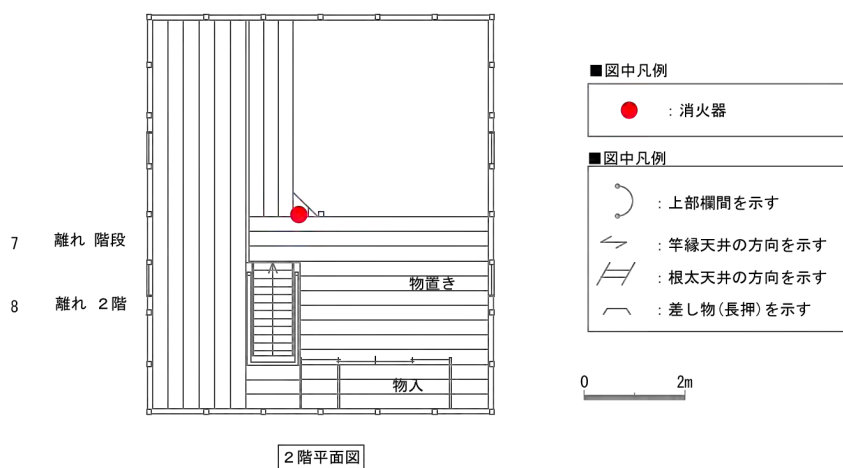 7 離れ 階段
8 離れ 2階
物置き
物入
2階平面図
■図中凡例
：消火器
■図中凡例
：上部欄間を示す
：竿縁天井の方向を示す
：根太天井の方向を示す
：差し物(長押)を示す
0 2m